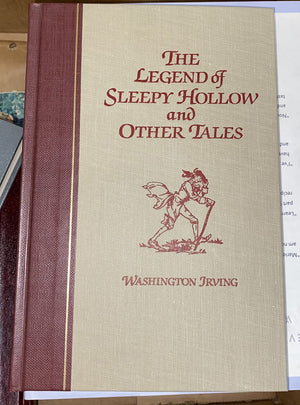 THE
LEGEND of
SLEEPY HOLLOW
and
OTHER TALES
WASHINGTON IRVING